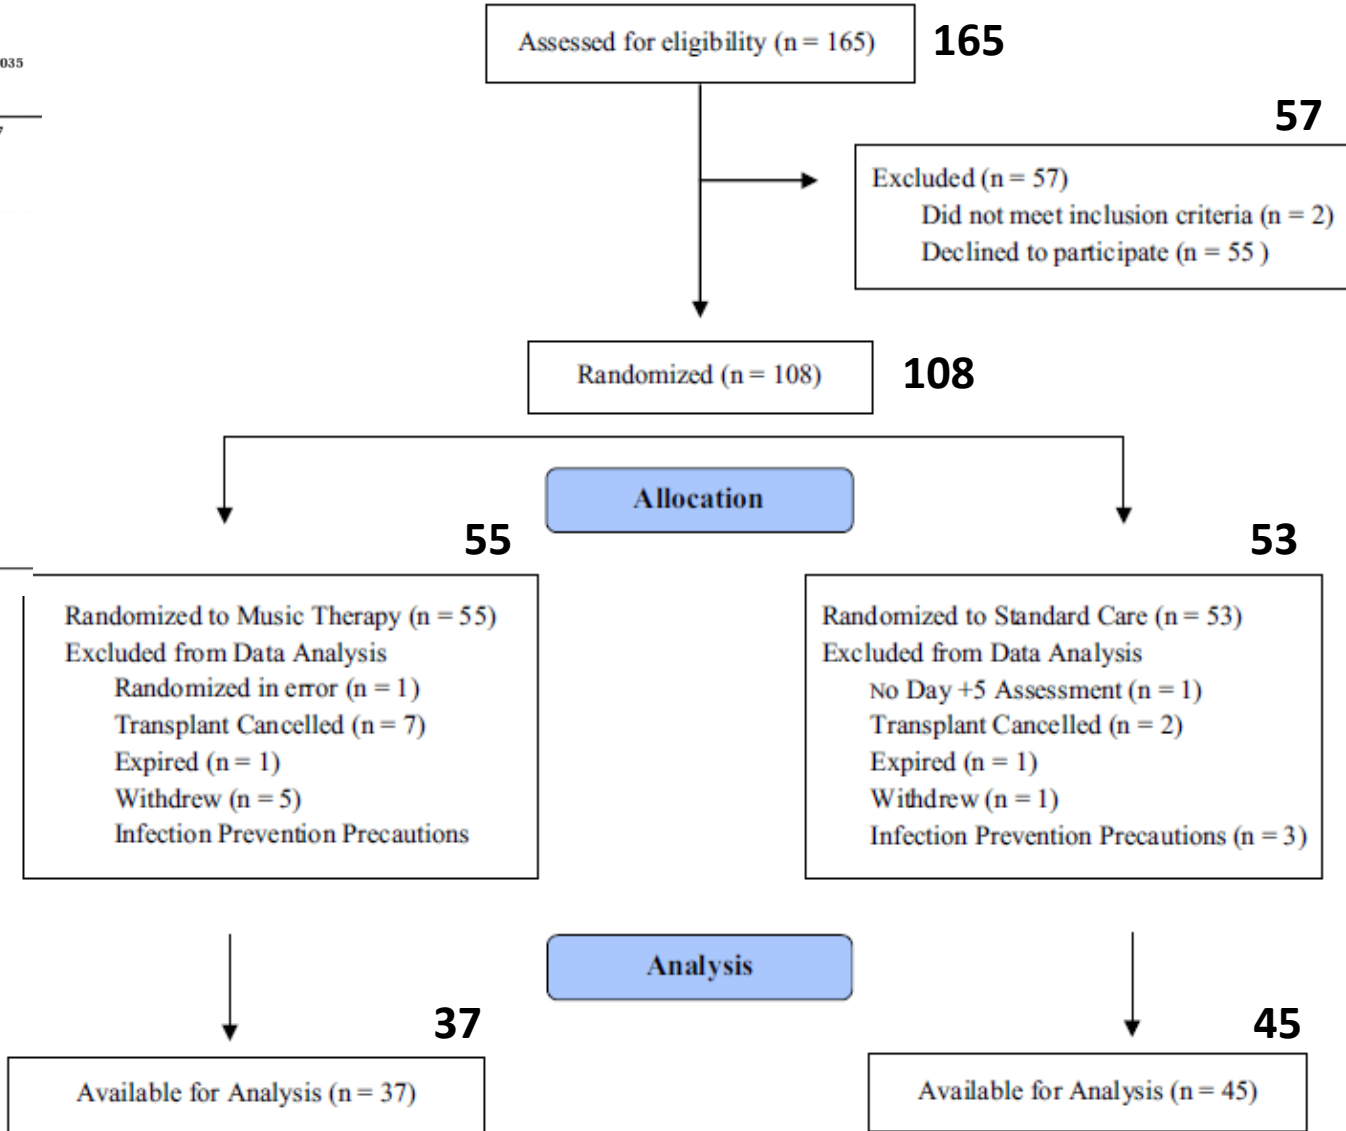 035
7
Assessed for eligibility (n = 165)
165
57
Excluded (n = 57)
Did not meet inclusion criteria (n = 2)
Declined to participate (n = 55 )
Randomized (n = 108)
108
Allocation
55
Randomized to Music Therapy (n = 55)
Excluded from Data Analysis
Randomized in error (n = 1)
Transplant Cancelled (n = 7)
Expired (n = 1)
Withdrew (n = 5)
Infection Prevention Precautions
53
Randomized to Standard Care (n = 53)
Excluded from Data Analysis
No Day +5 Assessment (n = 1)
Transplant Cancelled (n = 2)
Expired (n = 1)
Withdrew (n = 1)
Infection Prevention Precautions (n = 3)
Analysis
37
Available for Analysis (n = 37)
45
Available for Analysis (n = 45)